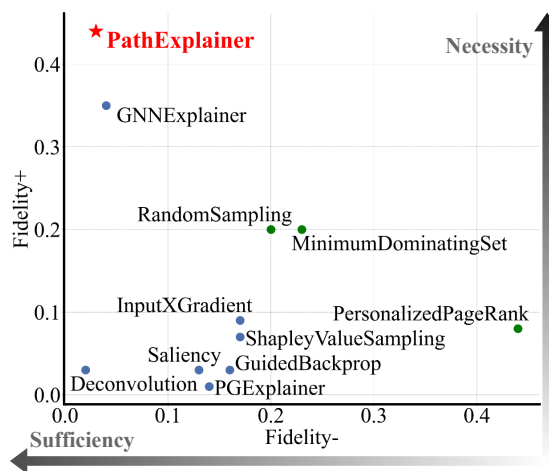 Necessity
PathExplainer
0.4
GNNExplainer
0.3
Fidelity+
RandomSampling
0.2
MinimumDominatingSet
InputXGradient
PersonalizedPageRank
0.1
ShapleyValueSampling
Saliency
GuidedBackprop
Deconvolution
PGExplainer
0.0
0.0 0.1 0.2 0.3 0.4
Sufficiency
Fidelity-